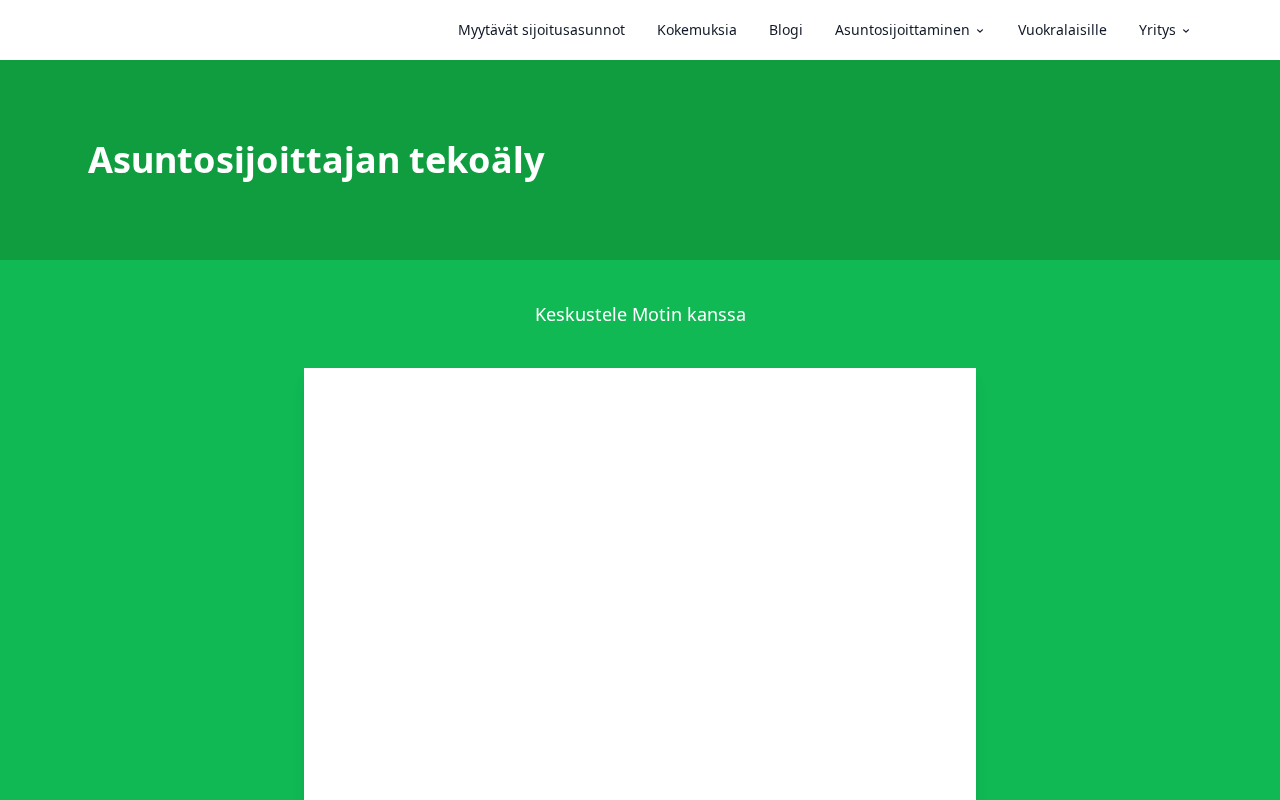 Myytävät sijoitusasunnot Kokemuksia Blogi Asuntosijoittaminen Vuokralaisille Yritys
Asuntosijoittajan tekoäly
Keskustele Motin kanssa